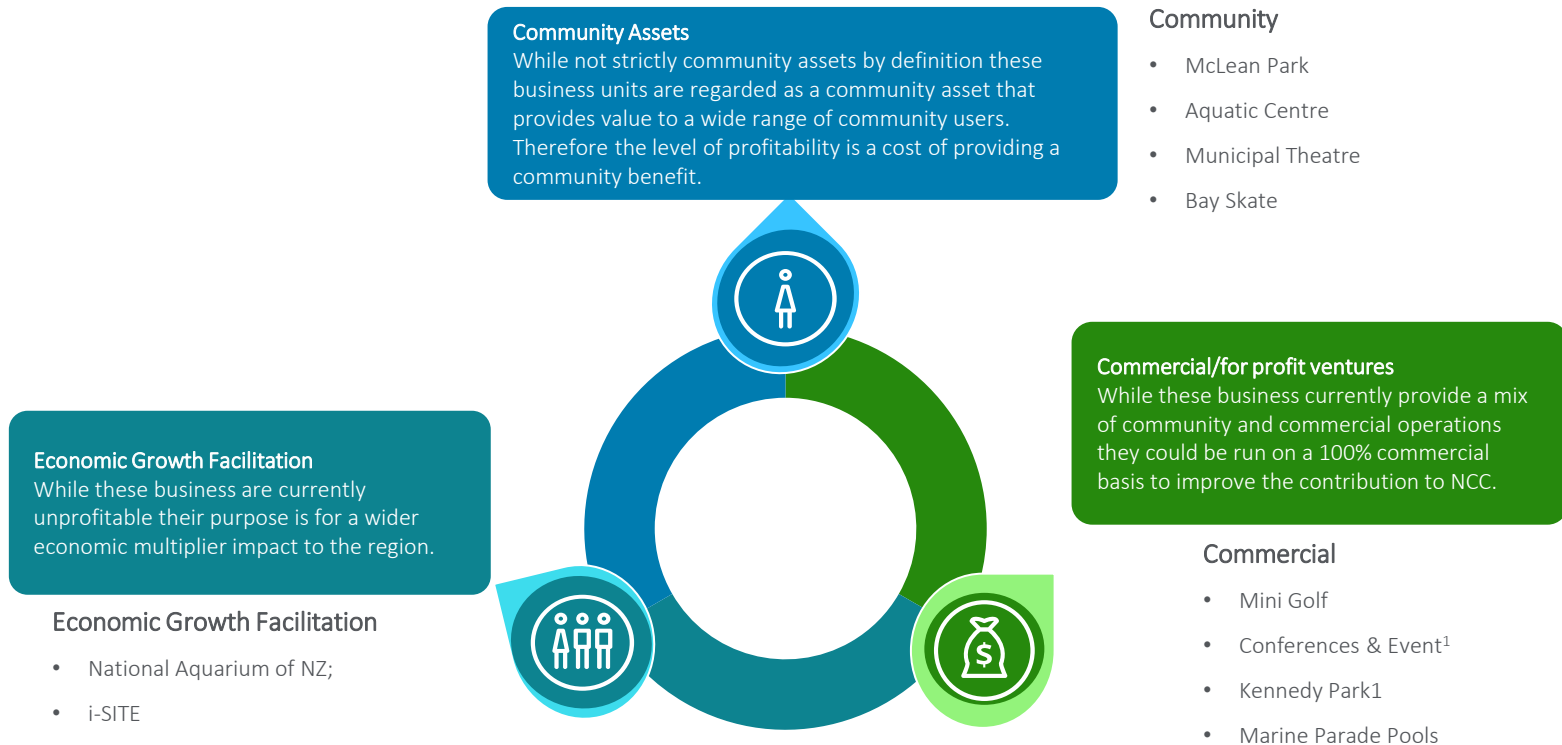 Community Assets
While not strictly community assets by definition these
business units are regarded as a community asset that
provides value to a wide range of community users.
Therefore the level of profitability is a cost of providing a
community benefit.
Community
• McLean Park
• Aquatic Centre
• Municipal Theatre
• Bay Skate
Commercial/for profit ventures
While these business currently provide a mix
of community and commercial operations
they could be run on a 100% commercial
basis to improve the contribution to NCC.
Economic Growth Facilitation
While these business are currently
unprofitable their purpose is for a wider
economic multiplier impact to the region.
Economic Growth Facilitation
• National Aquarium of NZ;
• i-SITE
$
Commercial
• Mini Golf
• Conferences & Event¹
• Kennedy Park1
• Marine Parade Pools